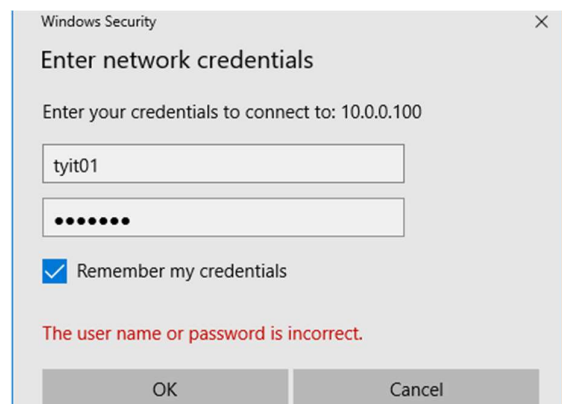 Windows Security
Enter network credentials
Enter your credentials to connect to: 10.0.0.100
tyit01
●●●●●●●
Remember my credentials
The user name or password is incorrect.
OK
Cancel